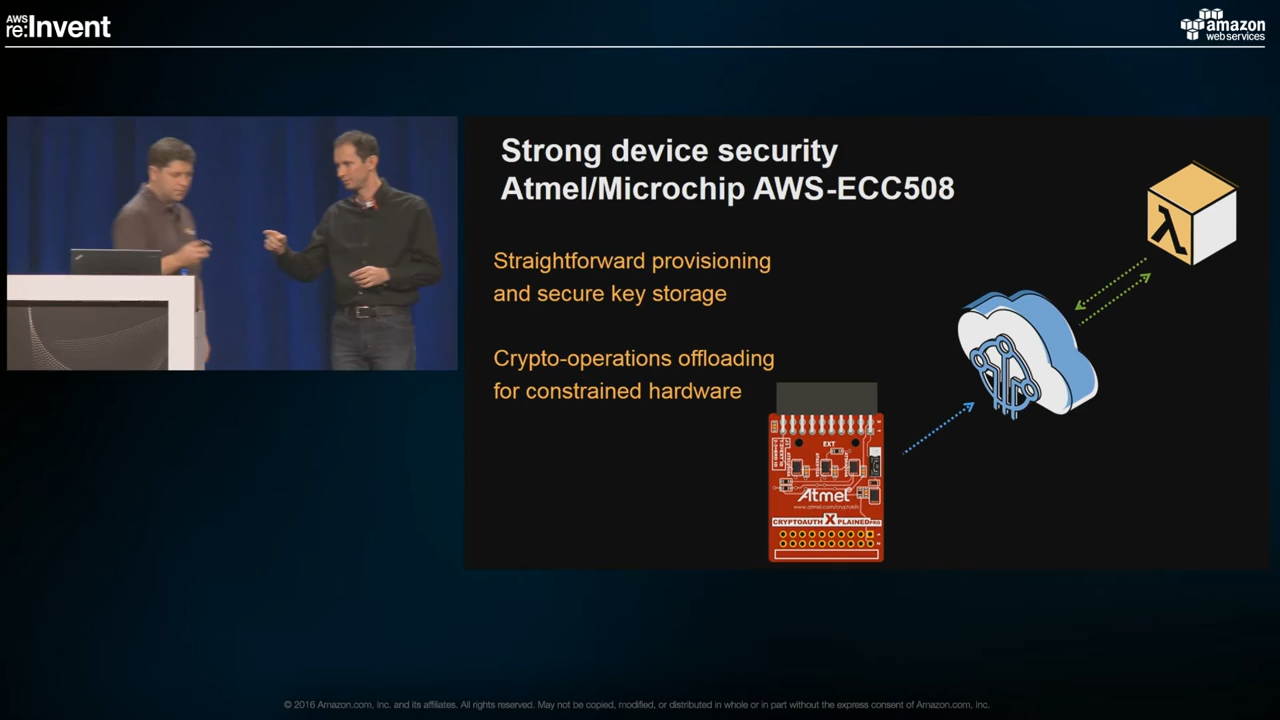 AWS
re:Invent
amazon
web services
Strong device security
Atmel/Microchip AWS-ECC508
Straightforward provisioning
and secure key storage
Crypto-operations offloading
for constrained hardware
λ
EXT
Atmel
CRYPTOAUTH XPLAINED PRO
© 2016 Amazon.com, Inc. and its affiliates. All rights reserved. May not be copied, modified, or distributed in whole or in part without the express consent of Amazon.com, Inc.